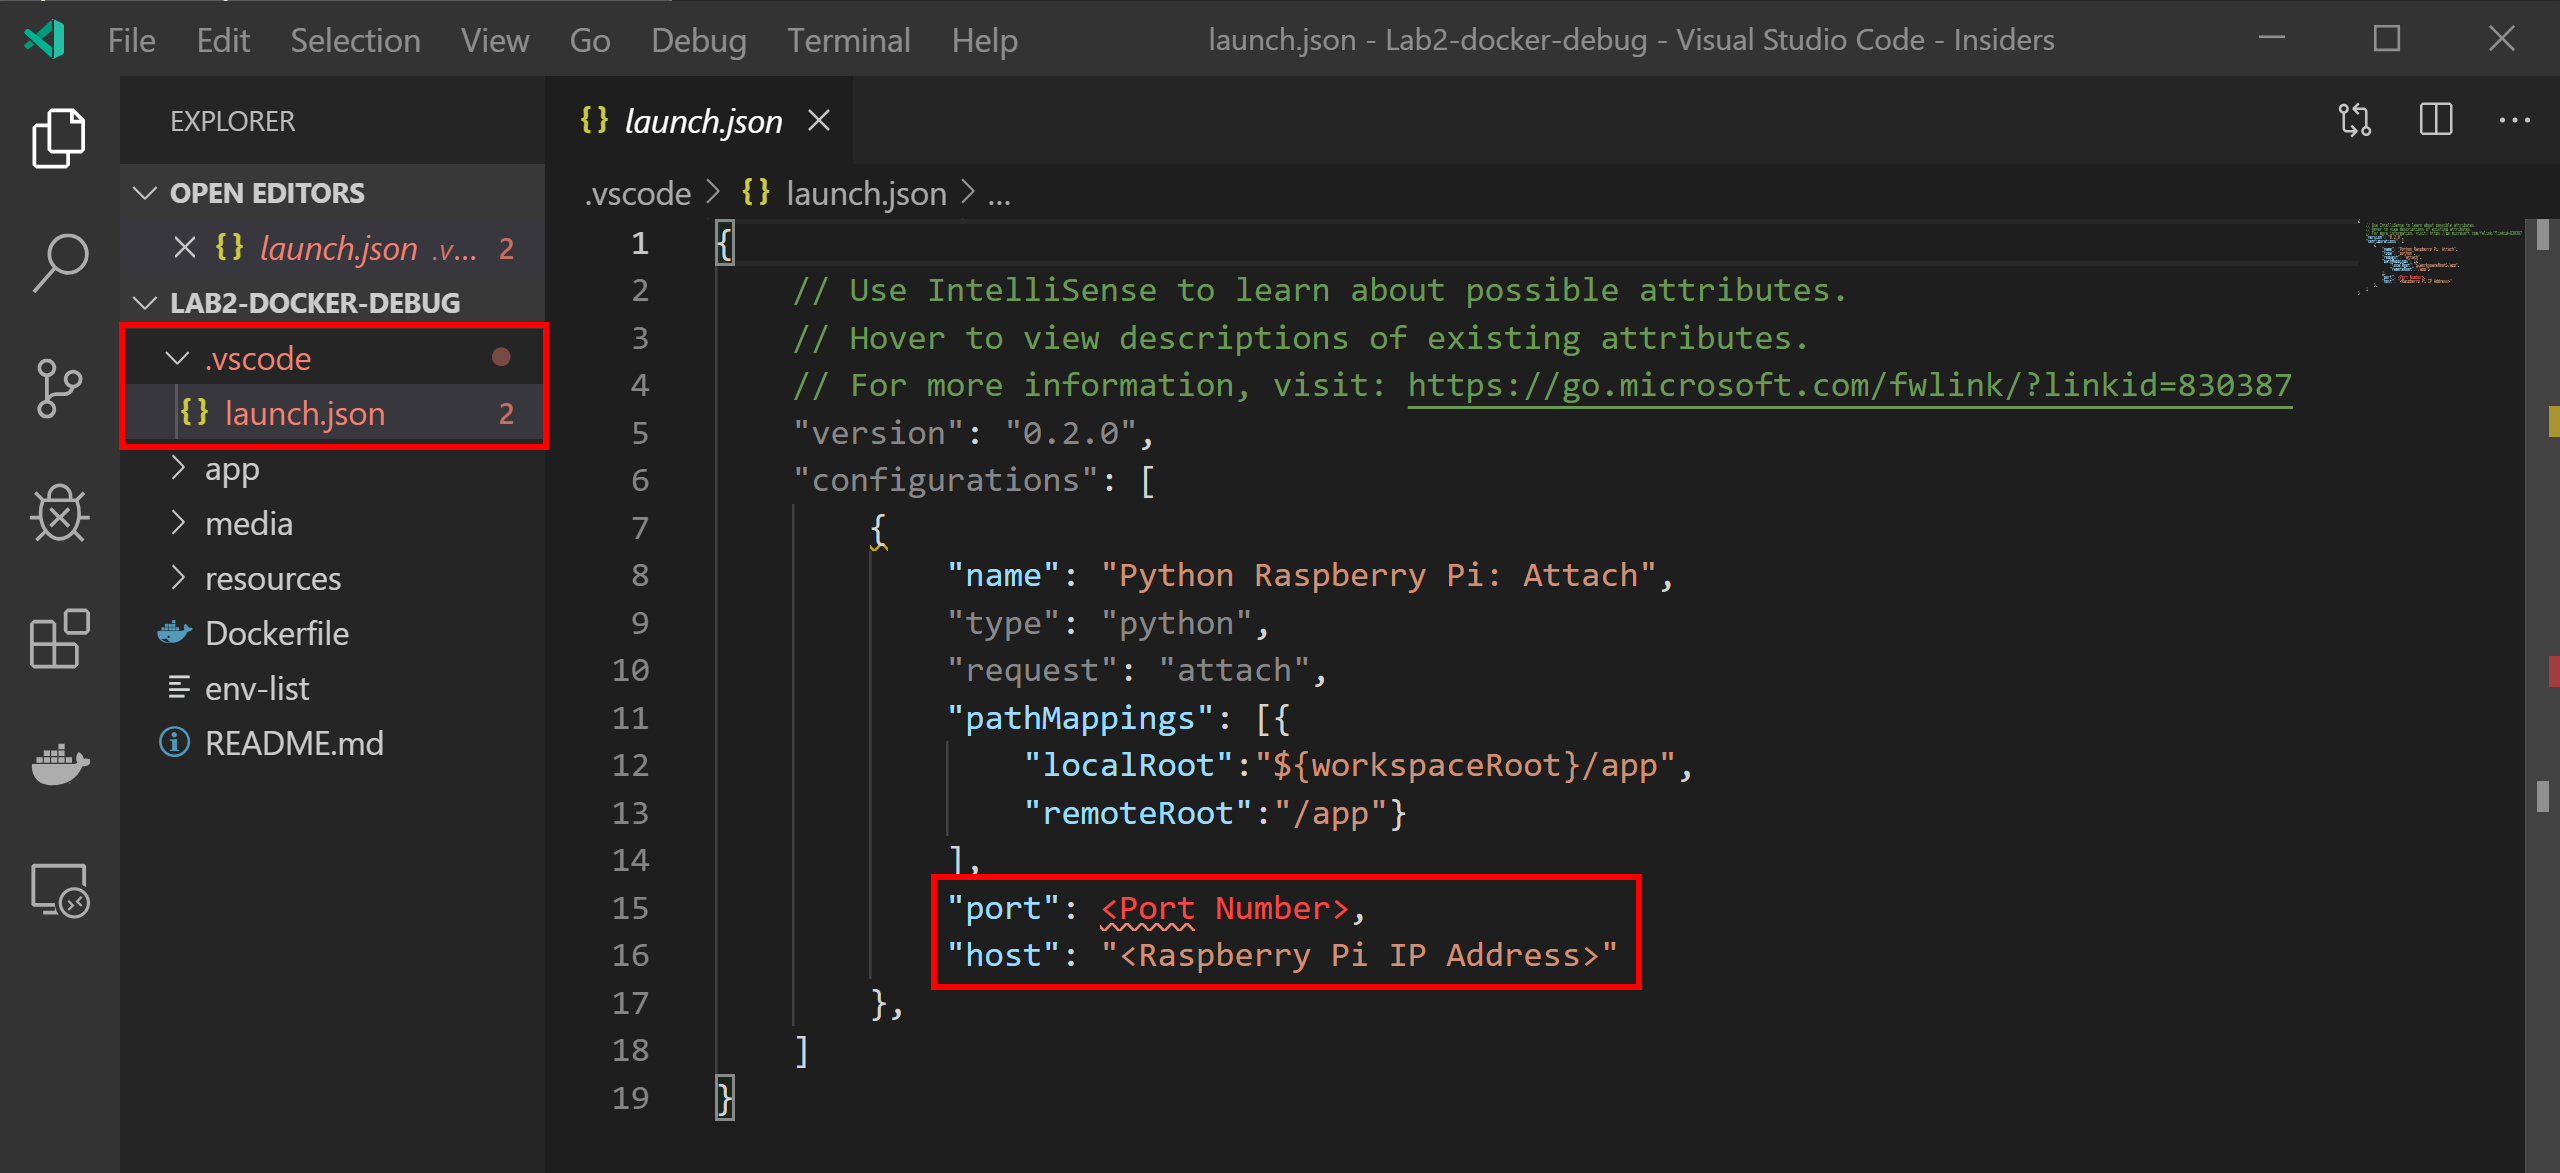 File Edit Selection View Go Debug Terminal Help launch.json - Lab2-docker-debug - Visual Studio Code - Insiders
EXPLORER
OPEN EDITORS
{} launch.json .v... 2
LAB2-DOCKER-DEBUG
.vscode
{} launch.json 2
app
media
resources
Dockerfile
env-list
README.md
{} launch.json
.vscode > {} launch.json > ...
1 {
2 // Use IntelliSense to learn about possible attributes.
3 // Hover to view descriptions of existing attributes.
4 // For more information, visit: https://go.microsoft.com/fwlink/?linkid=830387
5 "version": "0.2.0",
6 "configurations": [
7 {
8 "name": "Python Raspberry Pi: Attach",
9 "type": "python",
10 "request": "attach",
11 "pathMappings": [{
12 "localRoot":"${workspaceRoot}/app",
13 "remoteRoot":"/app"}
14 ],
15 "port": <Port Number>,
16 "host": "<Raspberry Pi IP Address>"
17 },
18 ]
19 }